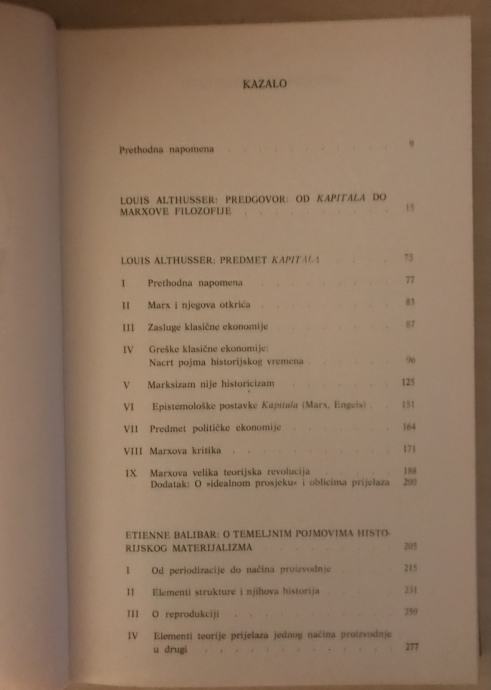 KAZALO
Prethodna napomena . . . . . . . . . . 9
LOUIS ALTHUSSER: PREDGOVOR: OD KAPITALA DO
MARXOVE FILOZOFIJE . . . . . . . . . 15
LOUIS ALTHUSSER: PREDMET KAPITALA . . . . 75
I Prethodna napomena . . . . . . . . 77
II Marx i njegova otkrića . . . . . . . . 83
III Zasluge klasične ekonomije . . . . . . . 87
IV Greške klasične ekonomije:
Nacrt pojma historijskog vremena . . . . . 96
V Marksizam nije historicizam . . . . . . 125
VI Epistemološke postavke Kapitala (Marx, Engels) . . 151
VII Predmet političke ekonomije . . . . . . 164
VIII Marxova kritika . . . . . . . . . 171
IX Marxova velika teorijska revolucija . . . . . 188
Dodatak: O »idealnom prosjeku« i oblicima prijelaza 200
ETIENNE BALIBAR: O TEMELJNIM POJMOVIMA HISTO-
RIJSKOG MATERIJALIZMA . . . . . . . 205
I Od periodizacije do načina proizvodnje . . . . 215
II Elementi strukture i njihova historija . . . . 231
III O reprodukciji . . . . . . . . . 259
IV Elementi teorije prijelaza jednog načina proizvodnje
u drugi . . . . . . . . . . 277